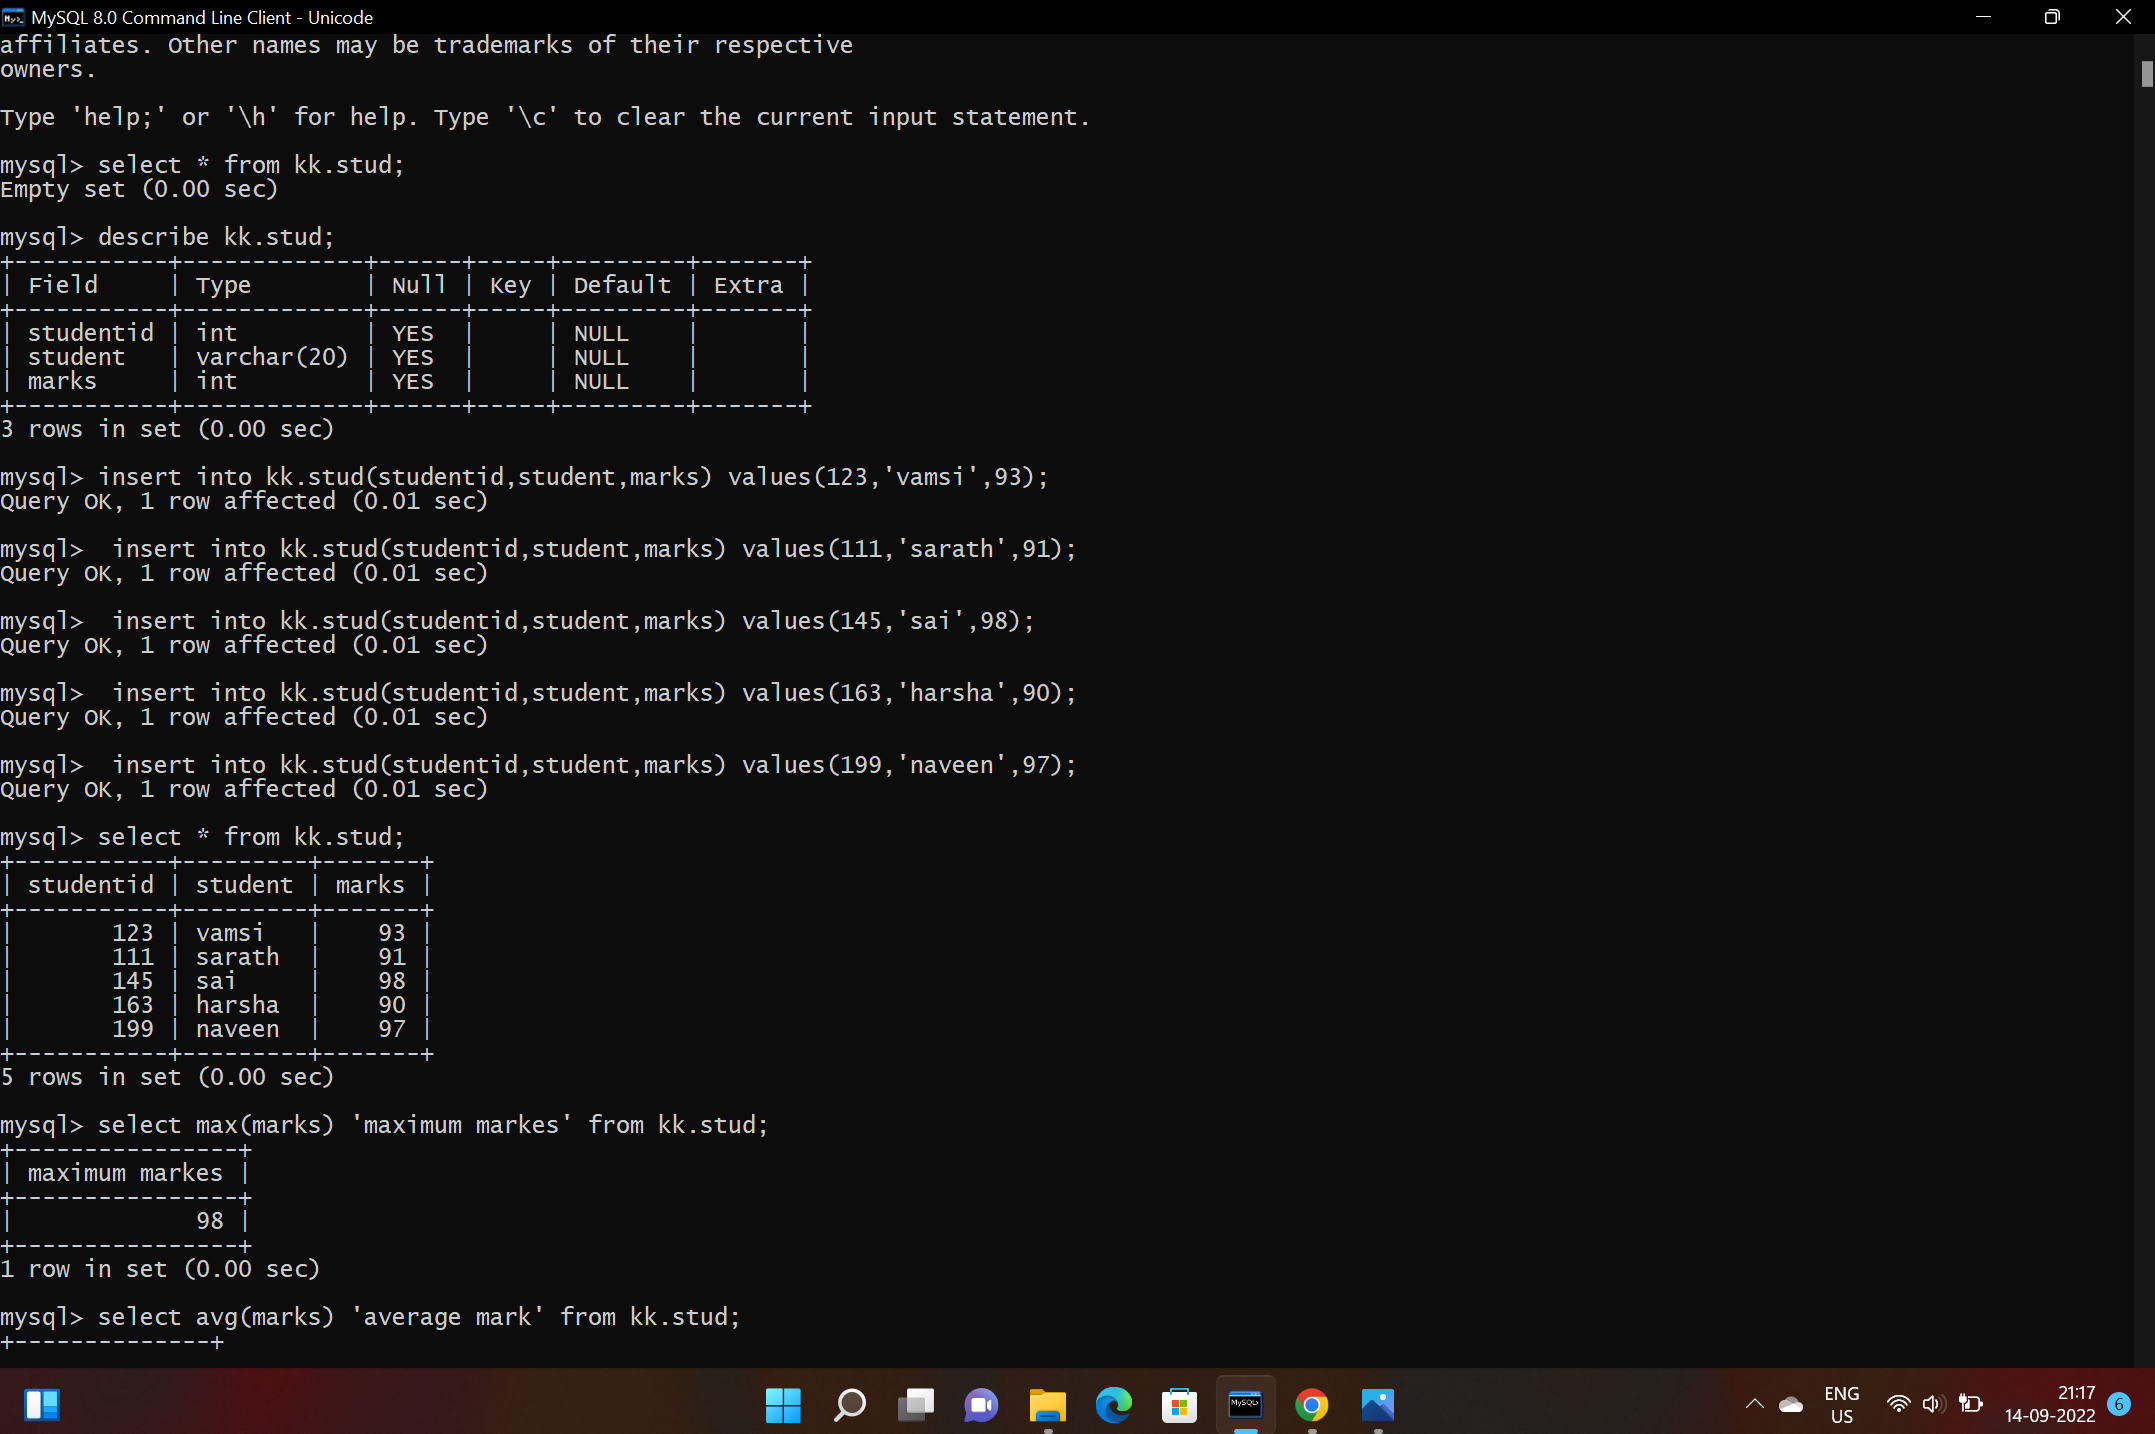 MySQL 8.0 Command Line Client - Unicode
affiliates. Other names may be trademarks of their respective
owners.
Type 'help;' or '\h' for help. Type '\c' to clear the current input statement.
mysql> select * from kk.stud;
Empty set (0.00 sec)
mysql> describe kk.stud;
+-----------+-------------+------+-----+---------+-------+
| Field     | Type        | Null | Key | Default | Extra |
+-----------+-------------+------+-----+---------+-------+
| studentid | int         | YES  |     | NULL    |       |
| student   | varchar(20) | YES  |     | NULL    |       |
| marks     | int         | YES  |     | NULL    |       |
+-----------+-------------+------+-----+---------+-------+
3 rows in set (0.00 sec)
mysql> insert into kk.stud(studentid,student,marks) values(123,'vamsi',93);
Query OK, 1 row affected (0.01 sec)
mysql>  insert into kk.stud(studentid,student,marks) values(111,'sarath',91);
Query OK, 1 row affected (0.01 sec)
mysql>  insert into kk.stud(studentid,student,marks) values(145,'sai',98);
Query OK, 1 row affected (0.01 sec)
mysql>  insert into kk.stud(studentid,student,marks) values(163,'harsha',90);
Query OK, 1 row affected (0.01 sec)
mysql>  insert into kk.stud(studentid,student,marks) values(199,'naveen',97);
Query OK, 1 row affected (0.01 sec)
mysql> select * from kk.stud;
+-----------+---------+-------+
| studentid | student | marks |
+-----------+---------+-------+
|       123 | vamsi   |    93 |
|       111 | sarath  |    91 |
|       145 | sai     |    98 |
|       163 | harsha  |    90 |
|       199 | naveen  |    97 |
+-----------+---------+-------+
5 rows in set (0.00 sec)
mysql> select max(marks) 'maximum markes' from kk.stud;
+----------------+
| maximum markes |
+----------------+
|             98 |
+----------------+
1 row in set (0.00 sec)
mysql> select avg(marks) 'average mark' from kk.stud;
+--------------+
MySQL>
ENG
US
21:17
14-09-2022
6